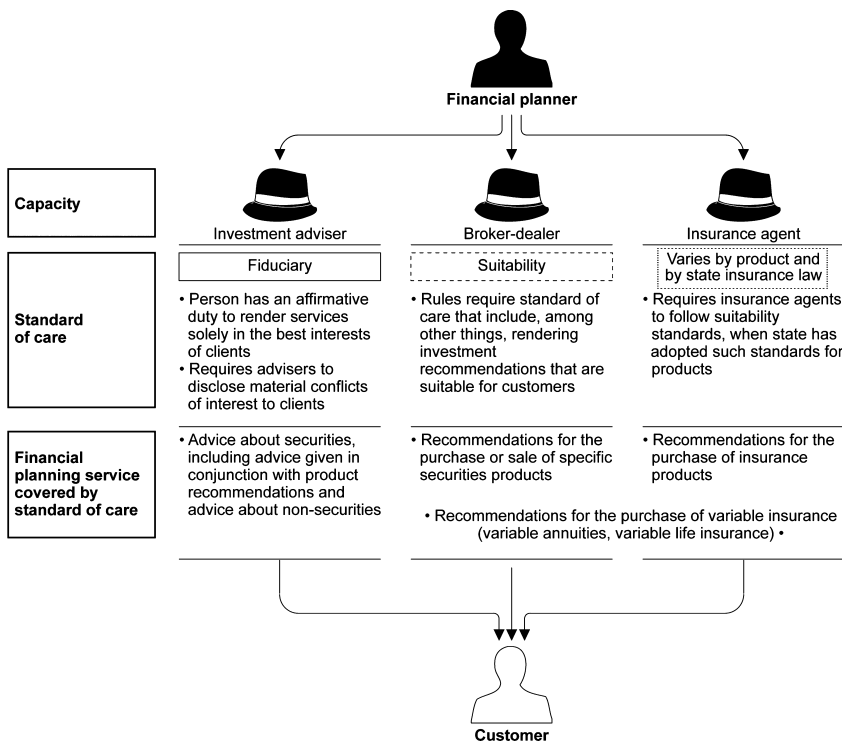 Financial planner
Capacity
Investment adviser
Broker-dealer
Insurance agent
Standard
of care
Fiduciary
• Person has an affirmative
duty to render services
solely in the best interests
of clients
• Requires advisers to
disclose material conflicts
of interest to clients
Suitability
• Rules require standard of
care that include, among
other things, rendering
investment
recommendations that are
suitable for customers
Varies by product and
by state insurance law
• Requires insurance agents
to follow suitability
standards, when state has
adopted such standards for
products
Financial
planning service
covered by
standard of care
• Advice about securities,
including advice given in
conjunction with product
recommendations and
advice about non-securities
• Recommendations for the
purchase or sale of specific
securities products
• Recommendations for the
purchase of insurance
products
• Recommendations for the purchase of variable insurance
(variable annuities, variable life insurance) •
Customer